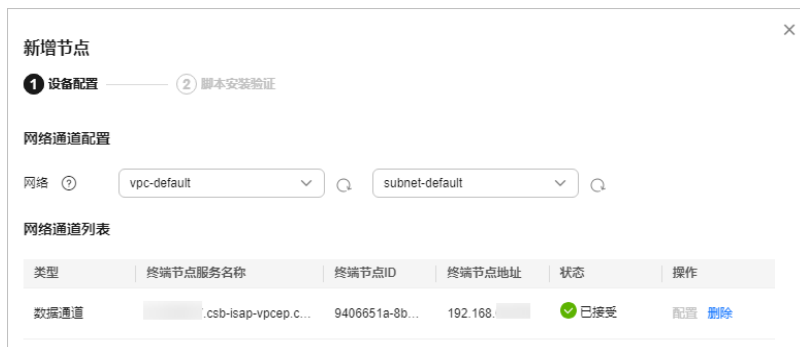 新增节点
1 设备配置 2 脚本安装验证
网络通道配置
网络 ? vpc-default subnet-default
网络通道列表
类型 终端节点服务名称 终端节点ID 终端节点地址 状态 操作
数据通道 .csb-isap-vpcep.c... 9406651a-8b... 192.168. 已接受 配置 删除